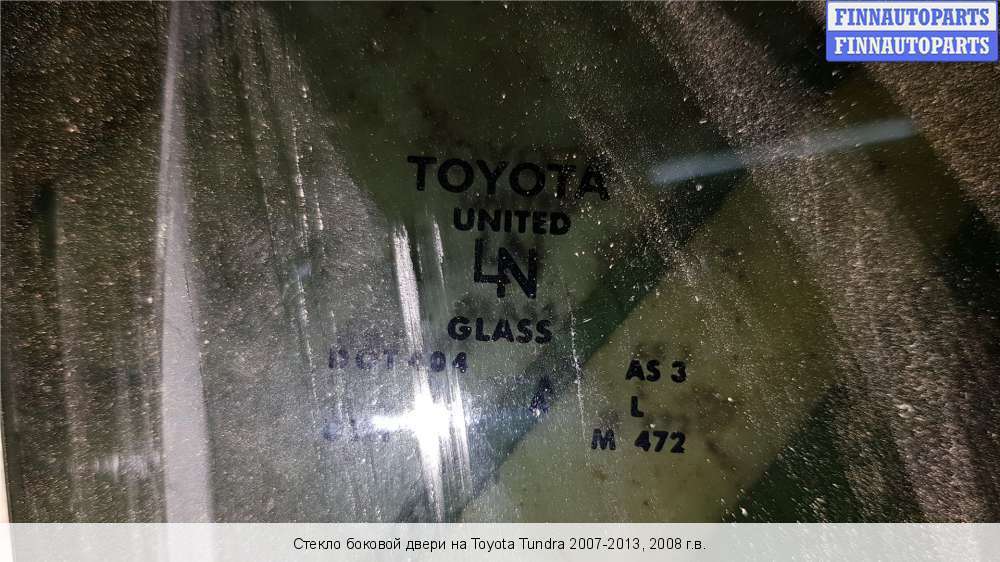 FINNAUTOPARTS
FINNAUTOPARTS
TOYOTA
UNITED
LN
GLASS
AS 3
L
M 472
Стекло боковой двери на Toyota Tundra 2007-2013, 2008 г.в.